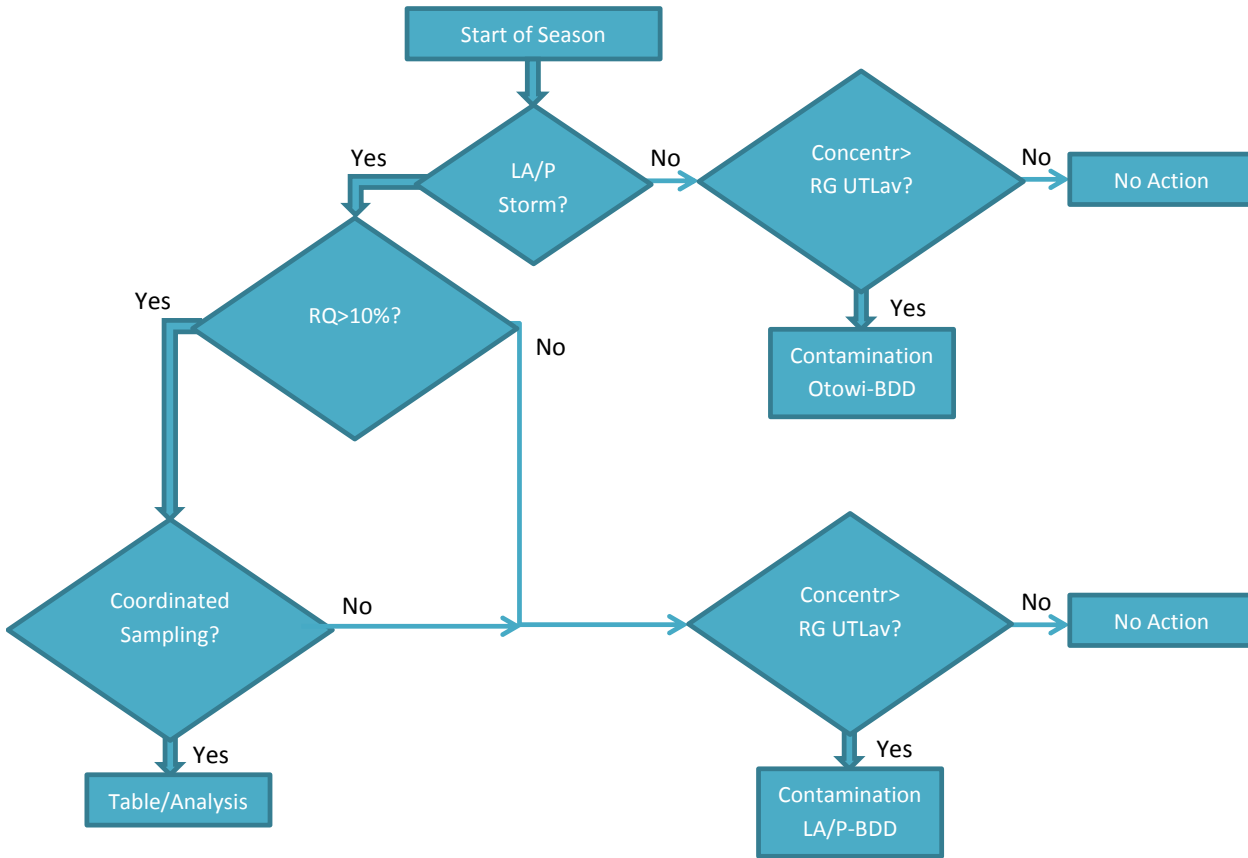 Start of Season
Yes
LA/P
Storm?
No
Concentr>
RG UTLav?
No
No Action
Yes
RQ>10%?
No
Yes
Contamination
Otowi-BDD
Coordinated
Sampling?
No
Concentr>
RG UTLav?
No
No Action
Yes
Table/Analysis
Yes
Contamination
LA/P-BDD